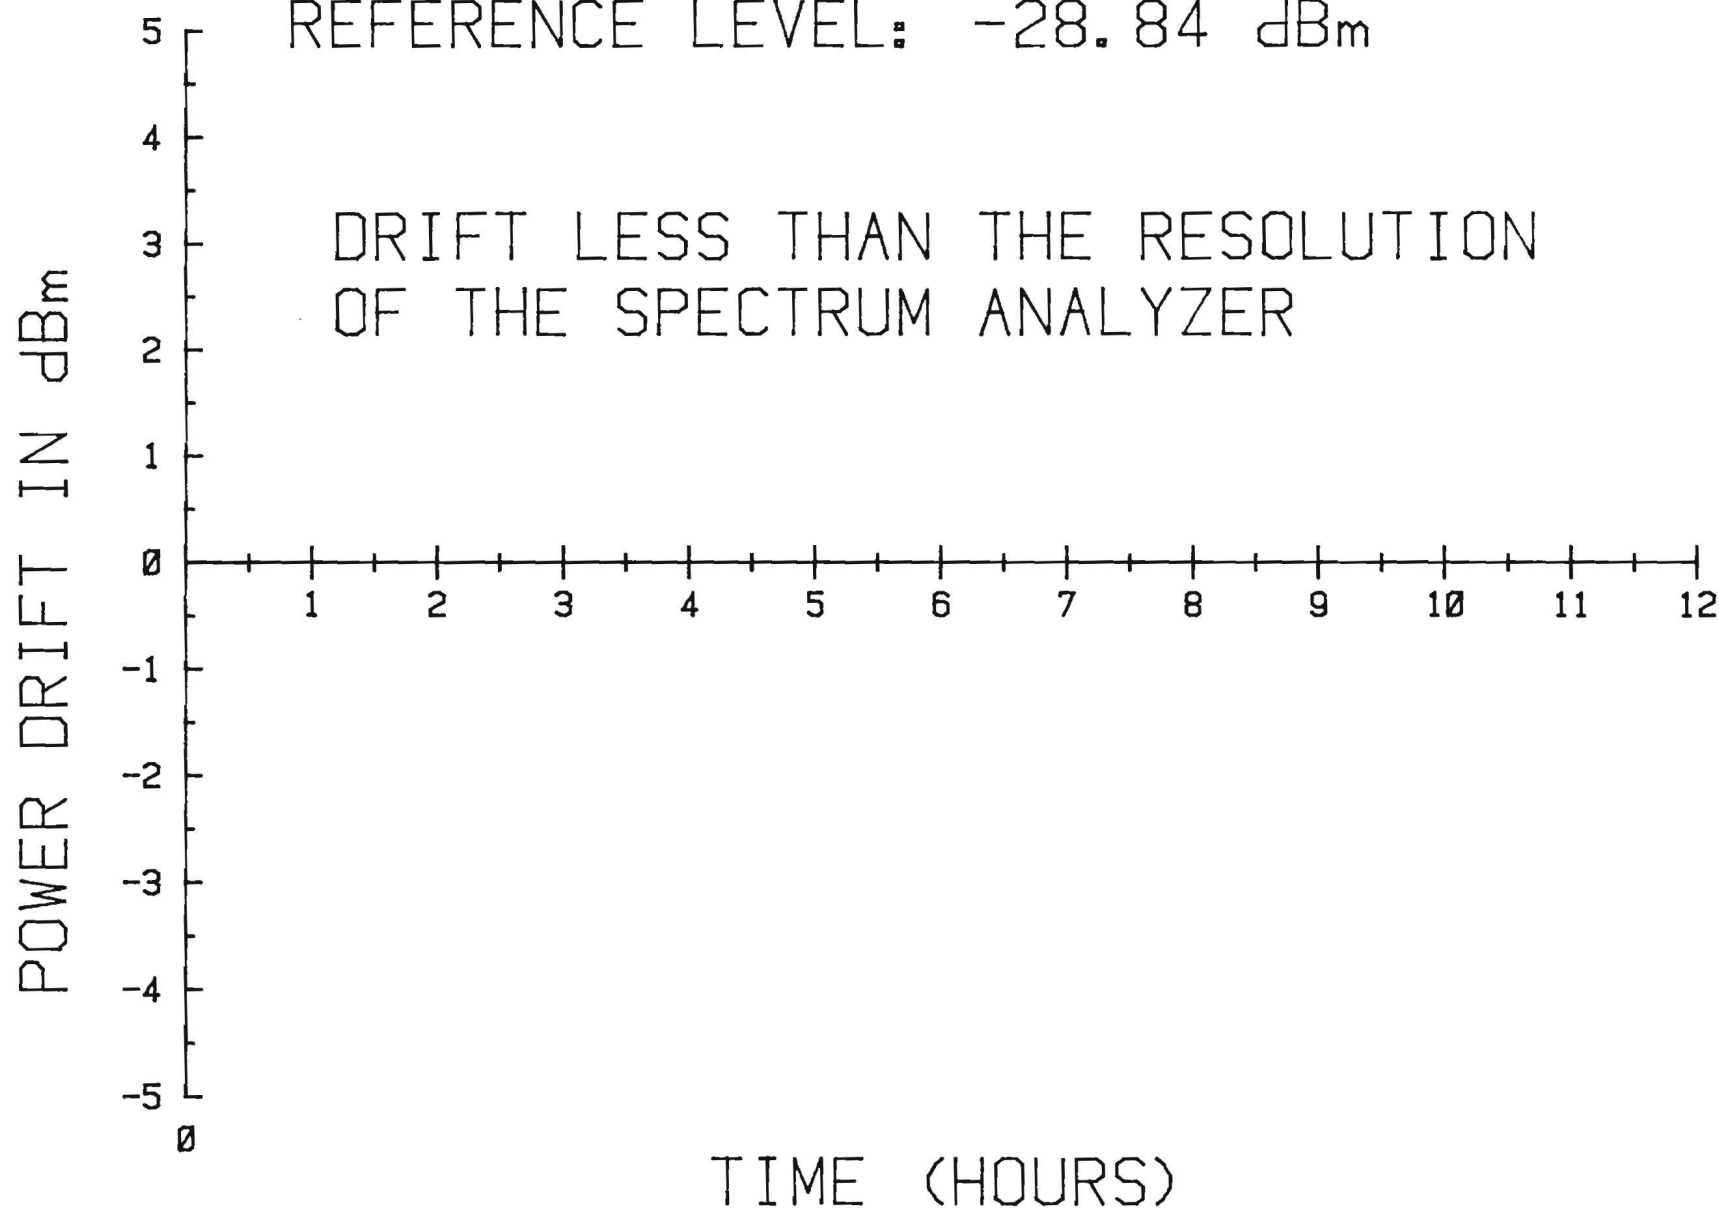 REFERENCE LEVEL: -28.84 dBm
5
4
DRIFT LESS THAN THE RESOLUTION
3
OF THE SPECTRUM ANALYZER
2
1
0
1 2 3 4 5 6 7 8 9 10 11 12
-1
-2
-3
-4
-5
0
POWER DRIFT IN dBm
TIME (HOURS)